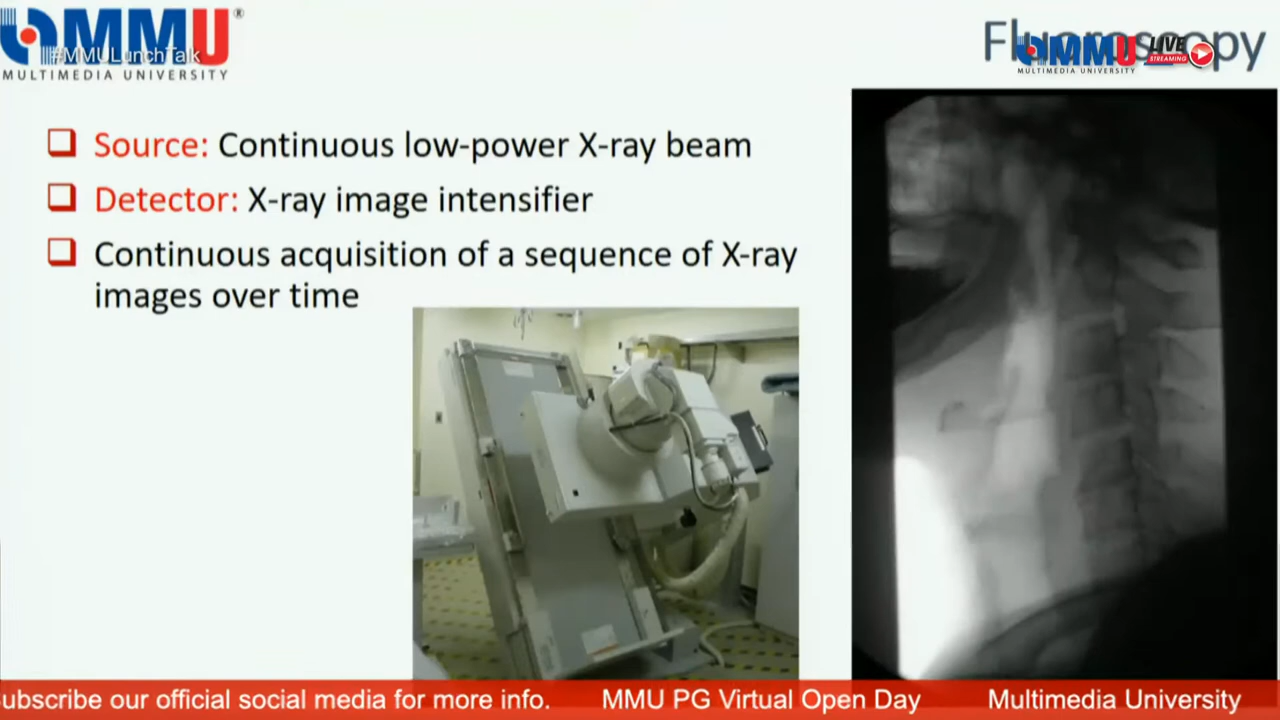 MMU®
#MMULunchTalk
MULTIMEDIA UNIVERSITY
Fluoroscopy
MMU
MULTIMEDIA UNIVERSITY
LIVE
STREAMING
Source: Continuous low-power X-ray beam
Detector: X-ray image intensifier
Continuous acquisition of a sequence of X-ray
images over time
ubscribe our official social media for more info. MMU PG Virtual Open Day Multimedia University